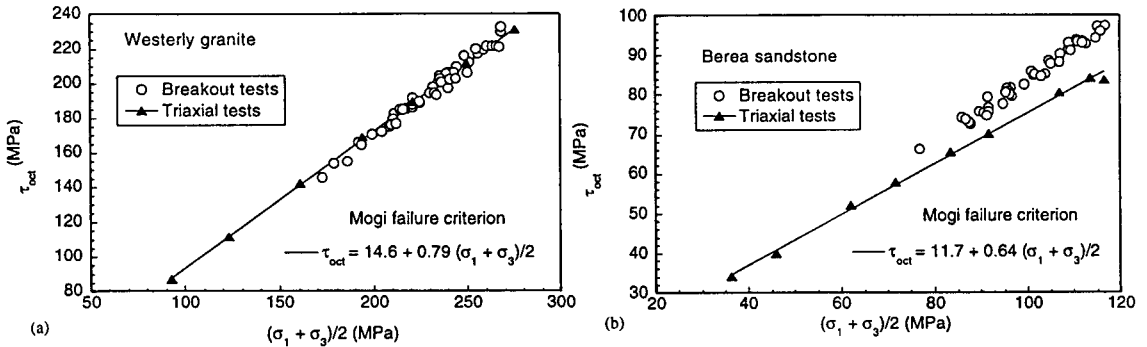 Westerly granite
Breakout tests
Triaxial tests
Mogi failure criterion
τoct = 14.6 + 0.79 (σ1 + σ3)/2
τoct (MPa)
240
220
200
180
160
140
120
100
80
50
100
150
200
250
300
(σ1 + σ3)/2 (MPa)
(a)
Berea sandstone
Breakout tests
Triaxial tests
Mogi failure criterion
τoct = 11.7 + 0.64 (σ1 + σ3)/2
τoct (MPa)
100
90
80
70
60
50
40
30
20
40
60
80
100
120
(σ1 + σ3)/2 (MPa)
(b)